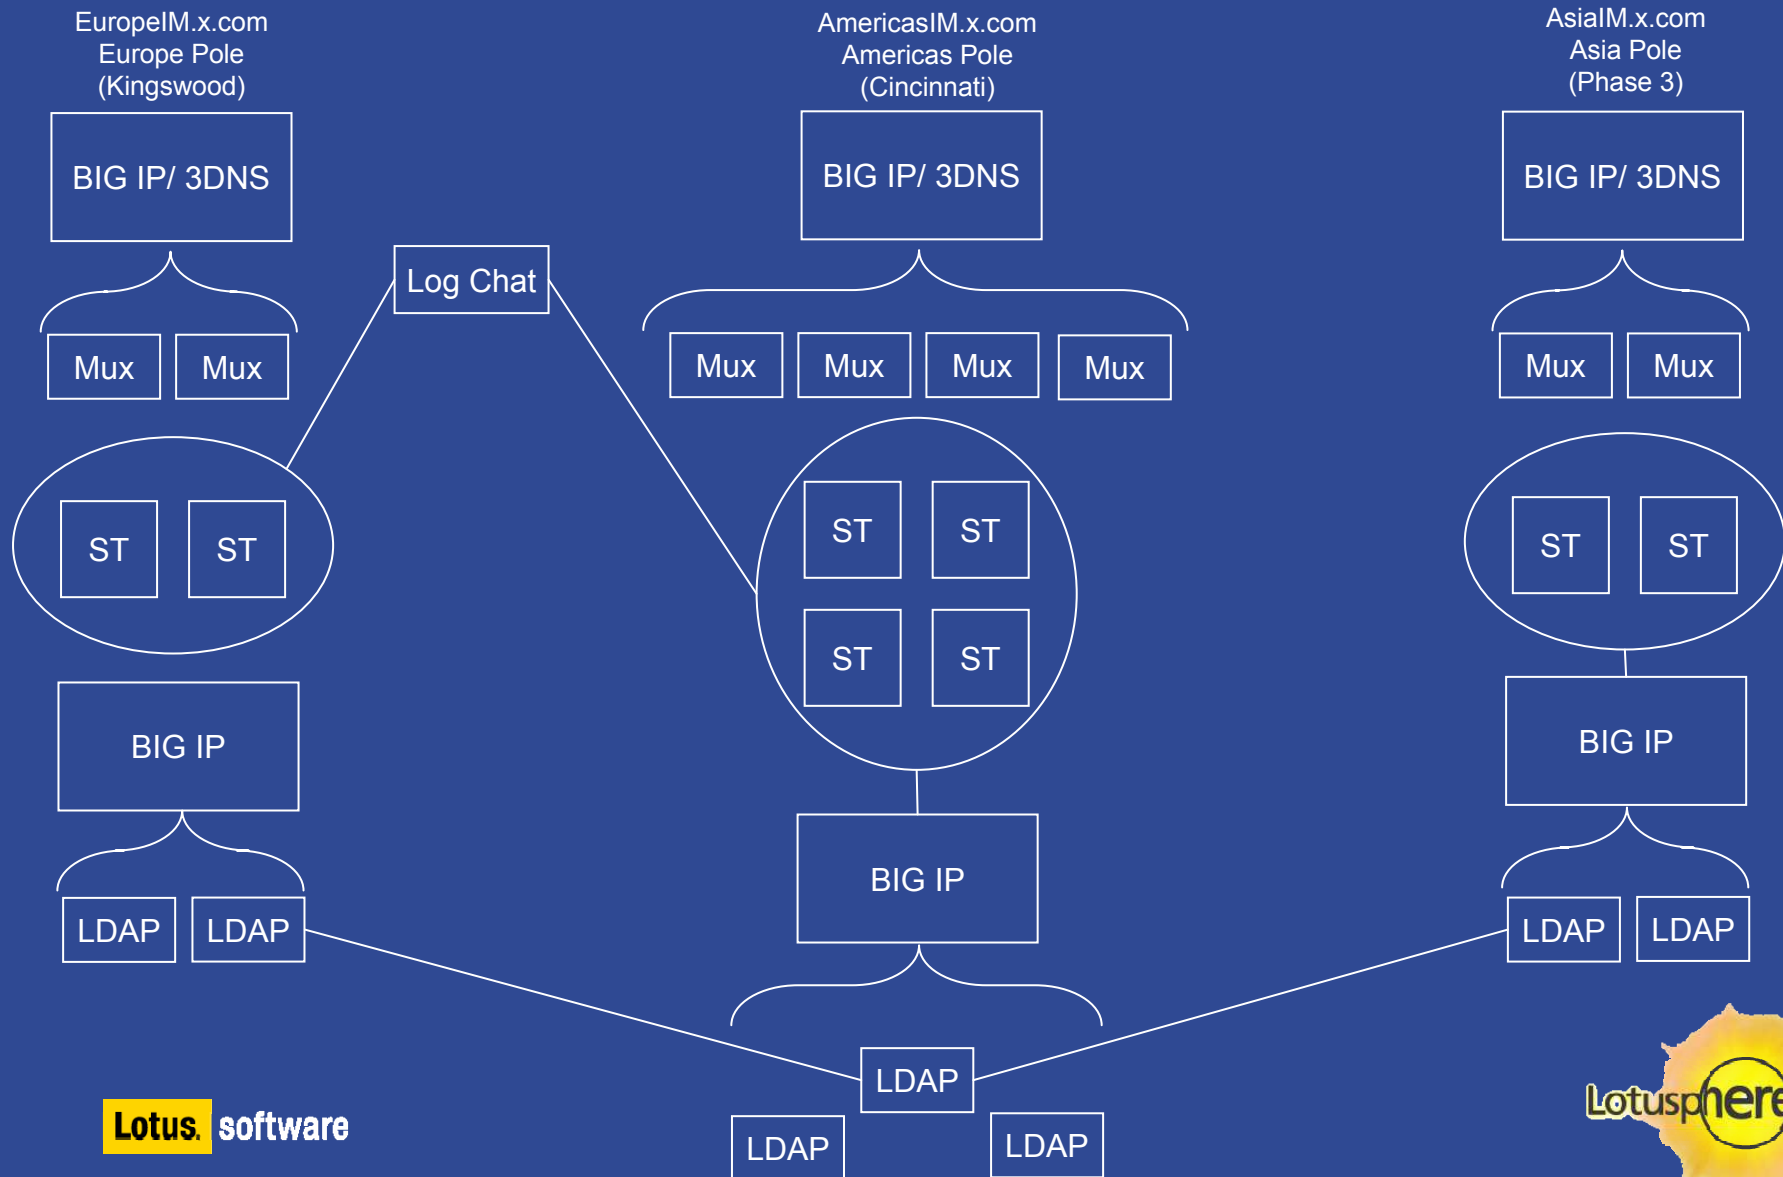 EuropeIM.x.com
Europe Pole
(Kingswood)
AmericasIM.x.com
Americas Pole
(Cincinnati)
AsiaIM.x.com
Asia Pole
(Phase 3)
BIG IP/ 3DNS
BIG IP/ 3DNS
BIG IP/ 3DNS
Log Chat
Mux
Mux
Mux
Mux
Mux
Mux
Mux
Mux
ST
ST
ST
ST
ST
ST
ST
ST
BIG IP
BIG IP
BIG IP
LDAP
LDAP
LDAP
LDAP
LDAP
LDAP
LDAP
Lotus. software
Lotusphere